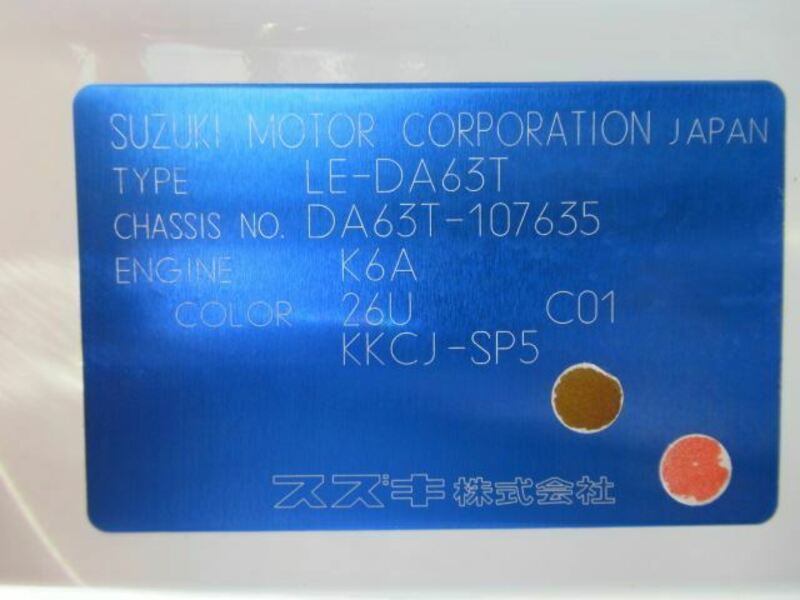 SUZUKI MOTOR CORPORATION JAPAN
TYPE LE-DA63T
CHASSIS NO. DA63T-107635
ENGINE K6A
COLOR 26U C01
KKCJ-SP5
スズキ株式会社